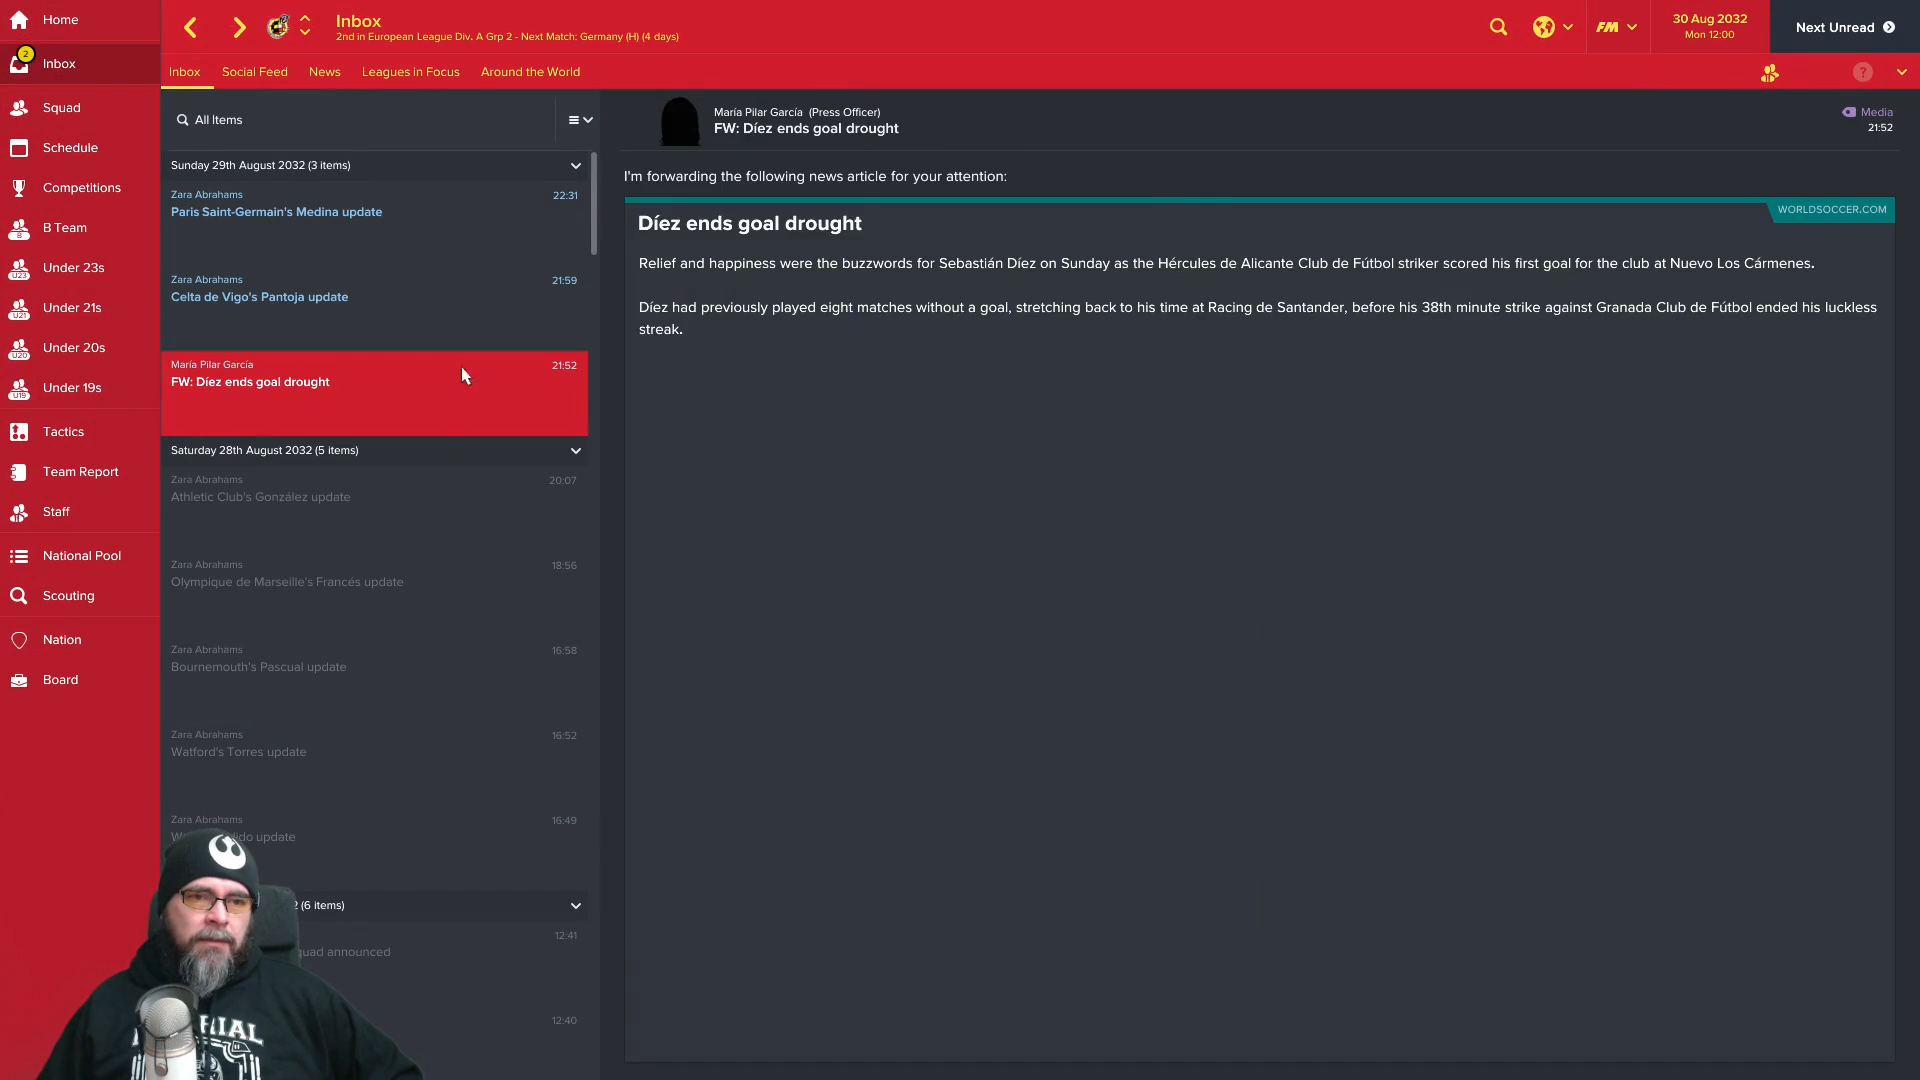 Home
Inbox
2
Squad
Schedule
Competitions
B Team
B
Under 23s
U23
Under 21s
U21
Under 20s
U20
Under 19s
U19
Tactics
Team Report
Staff
National Pool
Scouting
Nation
Board
Inbox
2nd in European League Div. A Grp 2 - Next Match: Germany (H) (4 days)
FM
30 Aug 2032
Mon 12:00
Next Unread
Inbox
Social Feed
News
Leagues in Focus
Around the World
?
All Items
Sunday 29th August 2032 (3 items)
Zara Abrahams
22:31
Paris Saint-Germain's Medina update
Zara Abrahams
21:59
Celta de Vigo's Pantoja update
María Pilar García
21:52
FW: Díez ends goal drought
Saturday 28th August 2032 (5 items)
Zara Abrahams
20:07
Athletic Club's González update
Zara Abrahams
18:56
Olympique de Marseille's Francés update
Zara Abrahams
16:58
Bournemouth's Pascual update
Zara Abrahams
16:52
Watford's Torres update
Zara Abrahams
16:49
update
(6 items)
12:41
announced
12:40
María Pilar García (Press Officer)
FW: Díez ends goal drought
Media
21:52
I'm forwarding the following news article for your attention:
WORLDSOCCER.COM
Díez ends goal drought
Relief and happiness were the buzzwords for Sebastián Díez on Sunday as the Hércules de Alicante Club de Fútbol striker scored his first goal for the club at Nuevo Los Cármenes.
Díez had previously played eight matches without a goal, stretching back to his time at Racing de Santander, before his 38th minute strike against Granada Club de Fútbol ended his luckless
streak.